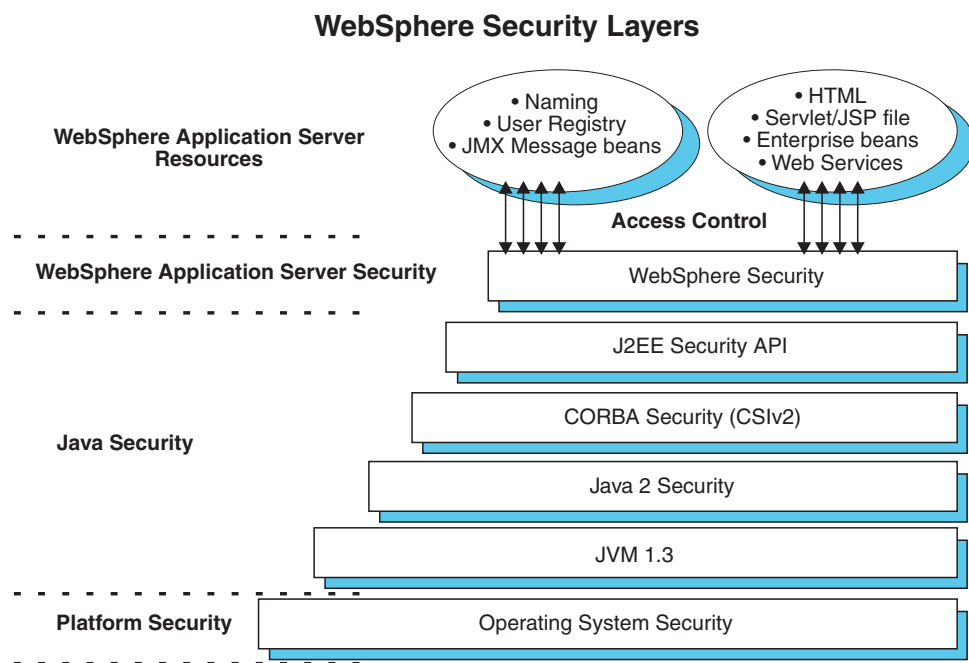 WebSphere Security Layers
WebSphere Application Server
Resources
• Naming
• User Registry
• JMX Message beans
• HTML
• Servlet/JSP file
• Enterprise beans
• Web Services
Access Control
WebSphere Application Server Security
WebSphere Security
Java Security
J2EE Security API
CORBA Security (CSIv2)
Java 2 Security
JVM 1.3
Platform Security
Operating System Security